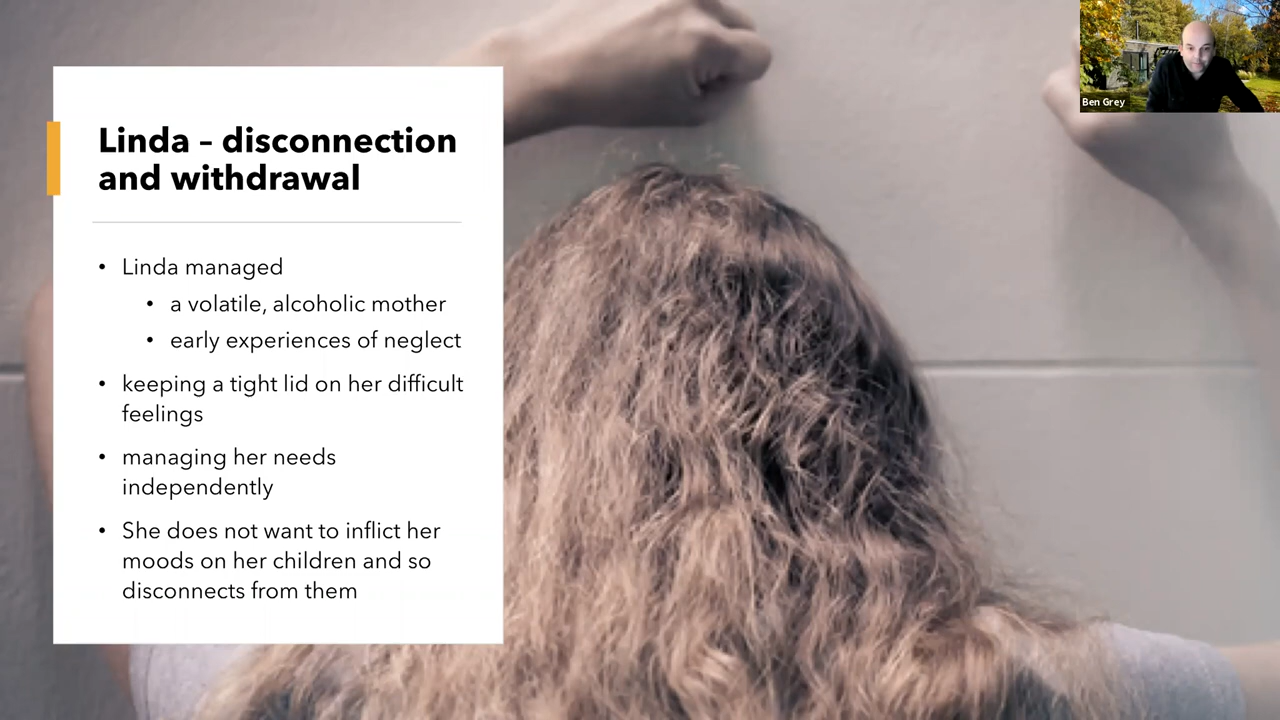 Linda – disconnection
and withdrawal
• Linda managed
• a volatile, alcoholic mother
• early experiences of neglect
• keeping a tight lid on her difficult
feelings
• managing her needs
independently
• She does not want to inflict her
moods on her children and so
disconnects from them
Ben Grey